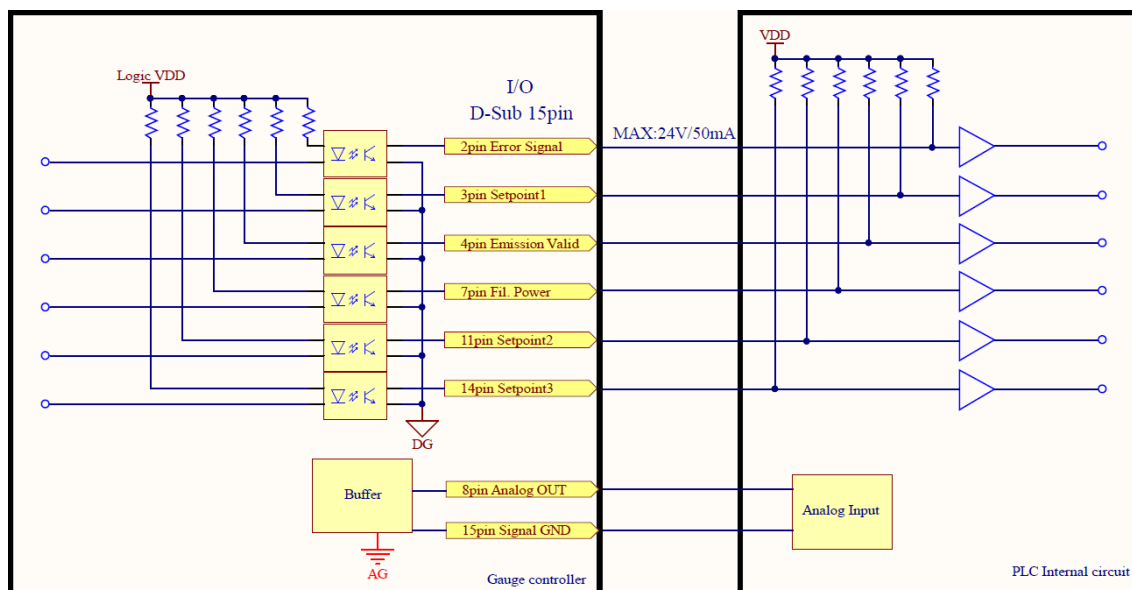 Logic VDD
I/O
D-Sub 15pin
VDD
MAX:24V/50mA
2pin Error Signal
3pin Setpoint1
4pin Emission Valid
7pin Fil. Power
11pin Setpoint2
14pin Setpoint3
DG
Buffer
8pin Analog OUT
15pin Signal GND
Analog Input
AG
Gauge controller
PLC Internal circuit